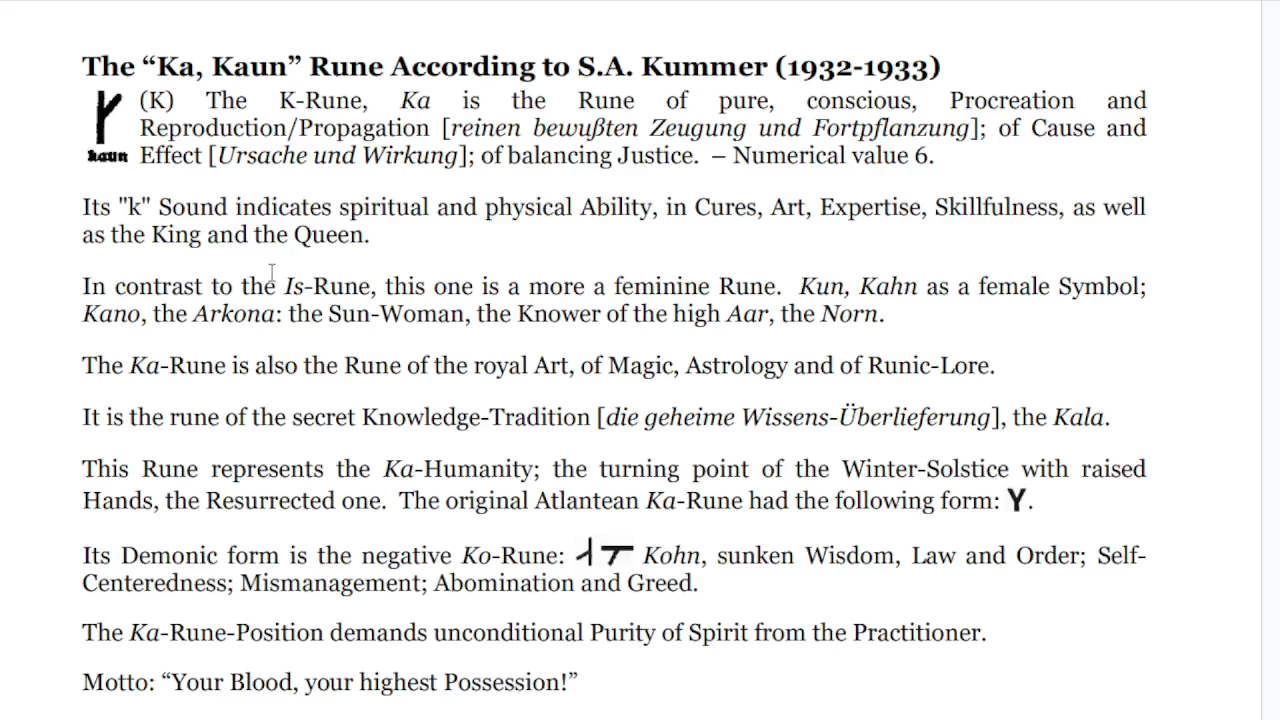 The “Ka, Kaun” Rune According to S.A. Kummer (1932-1933)
(K) The K-Rune, Ka is the Rune of pure, conscious, Procreation and
Reproduction/Propagation [reinen bewußten Zeugung und Fortpflanzung]; of Cause and
kaun Effect [Ursache und Wirkung]; of balancing Justice. – Numerical value 6.
Its "k" Sound indicates spiritual and physical Ability, in Cures, Art, Expertise, Skillfulness, as well
as the King and the Queen.
In contrast to the Is-Rune, this one is a more a feminine Rune. Kun, Kahn as a female Symbol;
Kano, the Arkona: the Sun-Woman, the Knower of the high Aar, the Norn.
The Ka-Rune is also the Rune of the royal Art, of Magic, Astrology and of Runic-Lore.
It is the rune of the secret Knowledge-Tradition [die geheime Wissens-Überlieferung], the Kala.
This Rune represents the Ka-Humanity; the turning point of the Winter-Solstice with raised
Hands, the Resurrected one. The original Atlantean Ka-Rune had the following form: Y.
Its Demonic form is the negative Ko-Rune: Kohn, sunken Wisdom, Law and Order; Self-
Centeredness; Mismanagement; Abomination and Greed.
The Ka-Rune-Position demands unconditional Purity of Spirit from the Practitioner.
Motto: “Your Blood, your highest Possession!”